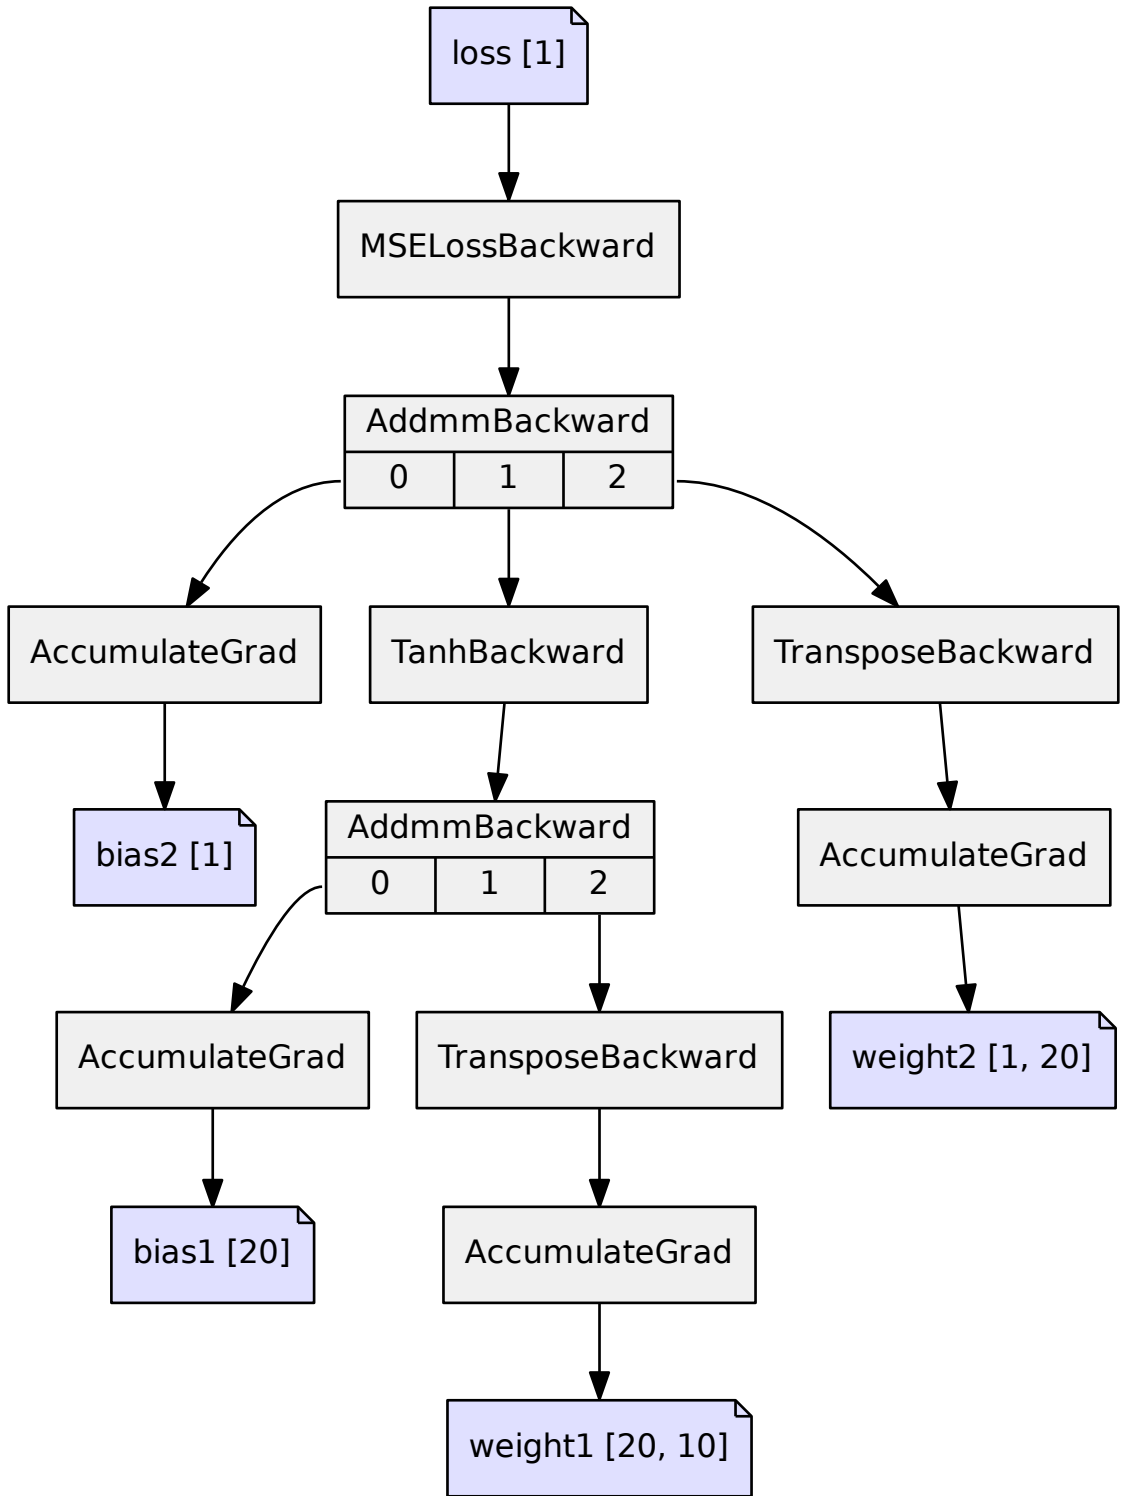 loss [1]
MSELossBackward
AddmmBackward
0 1 2
AccumulateGrad
TanhBackward
TransposeBackward
bias2 [1]
AddmmBackward
0 1 2
AccumulateGrad
AccumulateGrad
TransposeBackward
weight2 [1, 20]
bias1 [20]
AccumulateGrad
weight1 [20, 10]